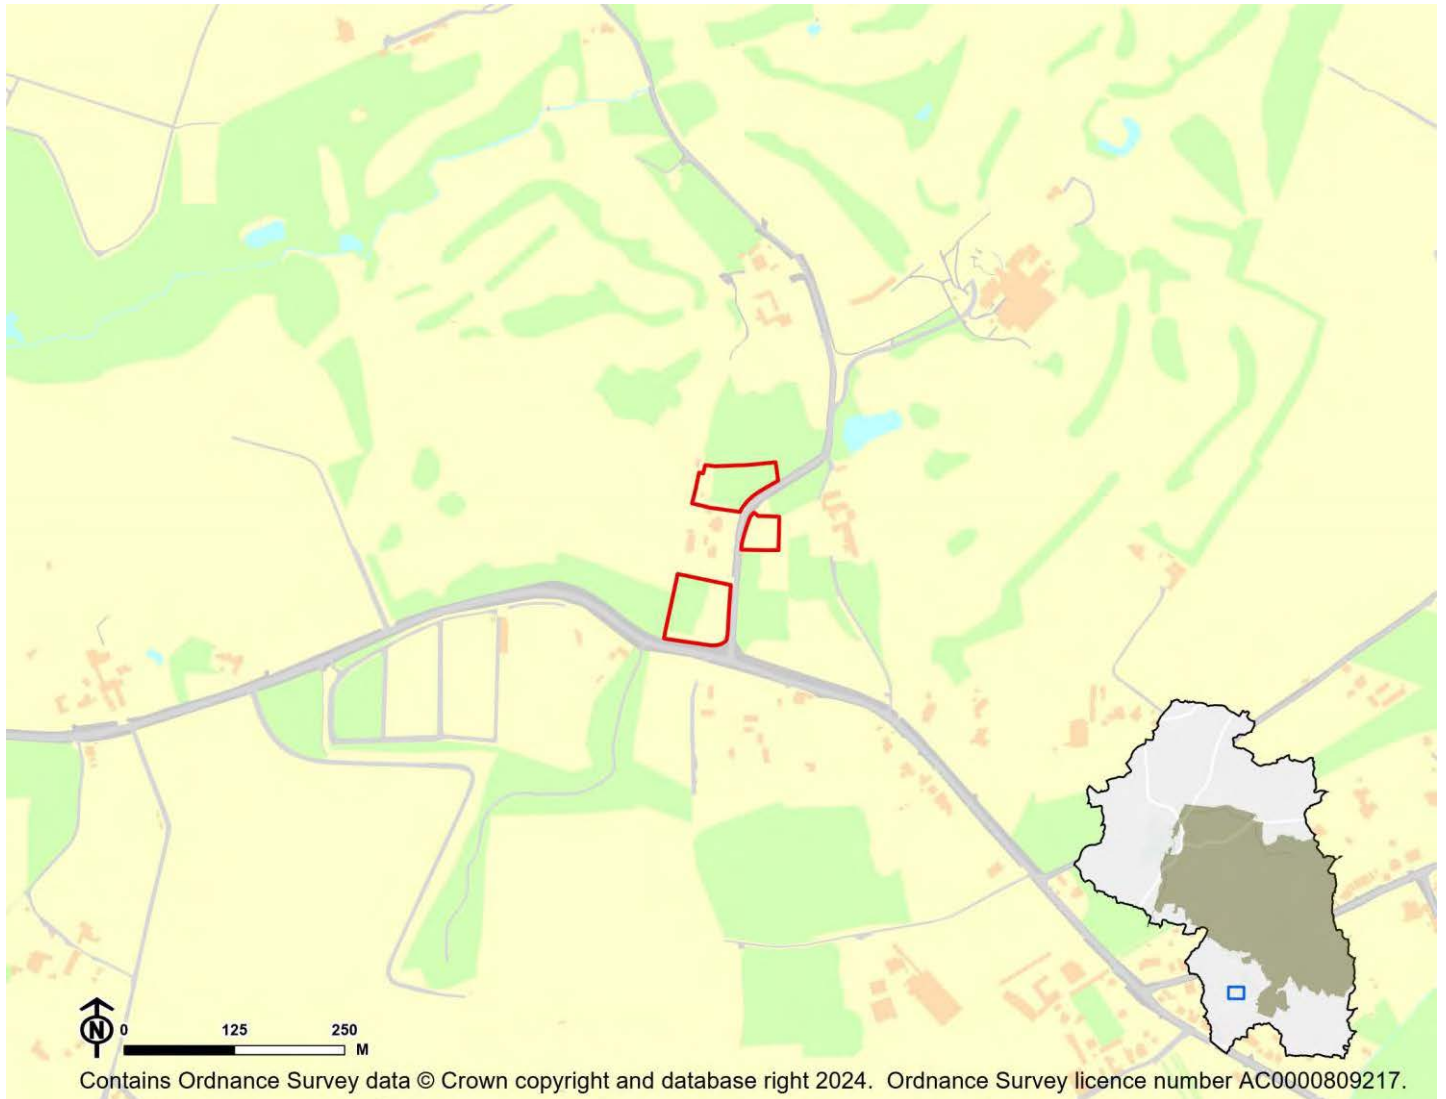 N
0 125 250
M
Contains Ordnance Survey data © Crown copyright and database right 2024. Ordnance Survey licence number AC0000809217.